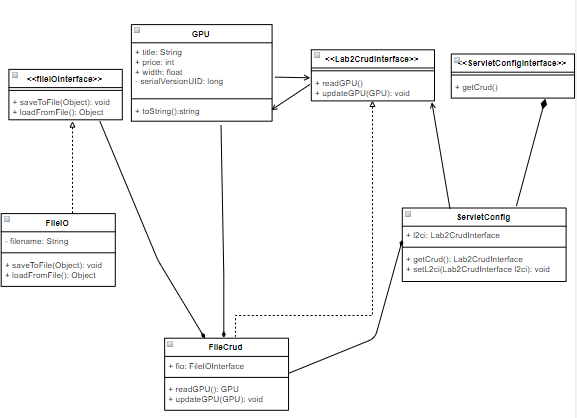 GPU
+ title: String
+ price: int
+ width: float
- serialVersionUID: long
+ toString():string
<<fileIOInterface>>
+ saveToFile(Object): void
+ loadFromFile(): Object
<<Lab2CrudInterface>>
+ readGPU()
+ updateGPU(GPU): void
<<ServletConfigInterface>>
+ getCrud()
FileIO
- filename: String
+ saveToFile(Object): void
+ loadFromFile(): Object
ServletConfig
+ l2ci: Lab2CrudInterface
+ getCrud(): Lab2CrudInterface
+ setL2ci(Lab2CrudInterface l2ci): void
FileCrud
+ fio: FileIOInterface
+ readGPU(): GPU
+ updateGPU(GPU): void